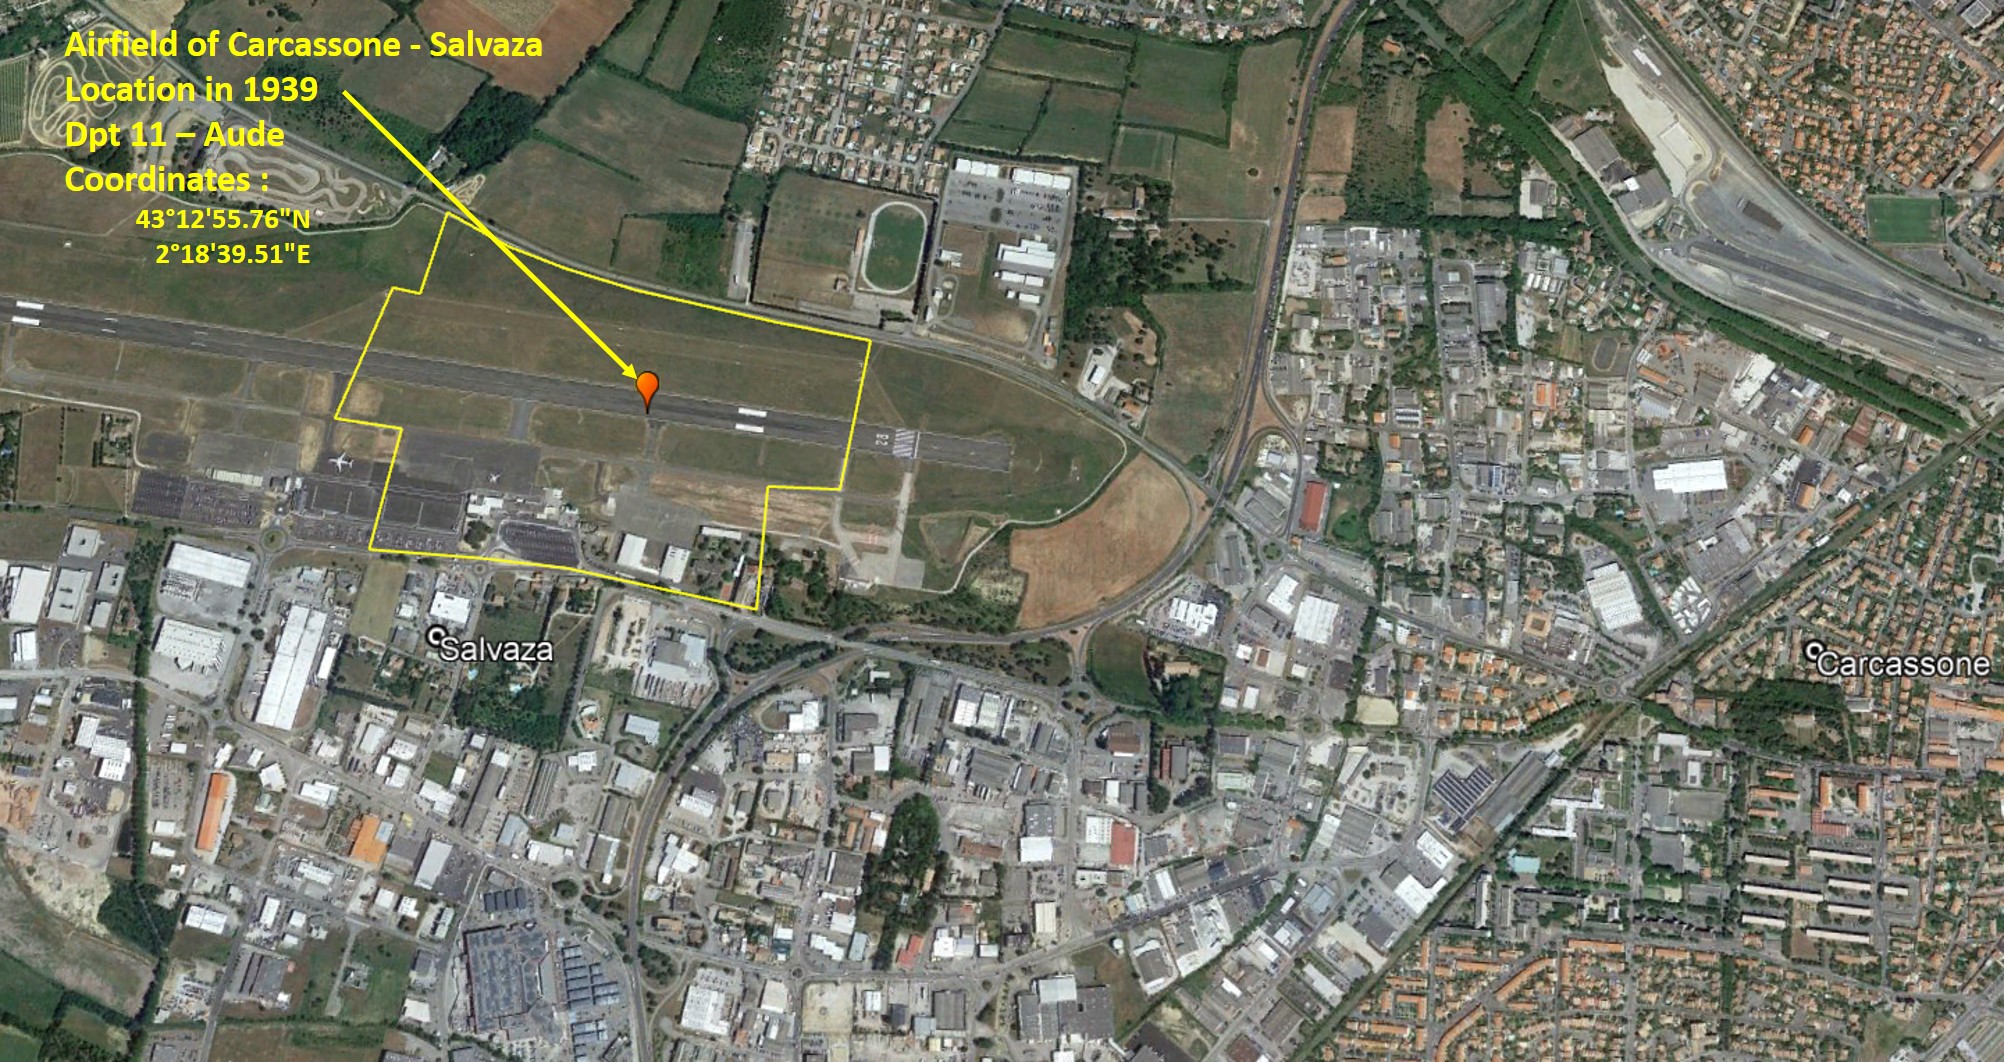 Airfield of Carcassone - Salvaza
Location in 1939
Dpt 11 – Aude
Coordinates :
43°12'55.76"N
2°18'39.51"E
28
Salvaza
Carcassone